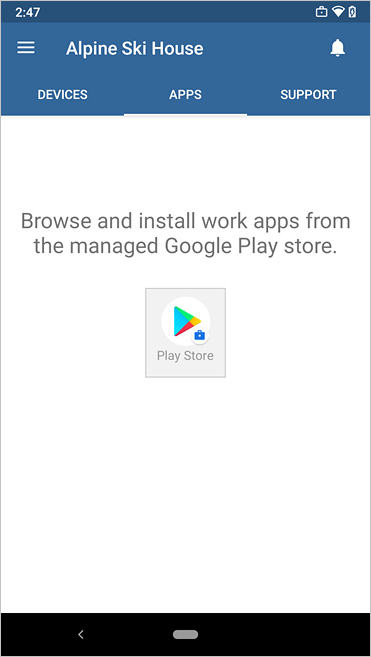 2:47
Alpine Ski House
DEVICES
APPS
SUPPORT
Browse and install work apps from
the managed Google Play store.
Play Store